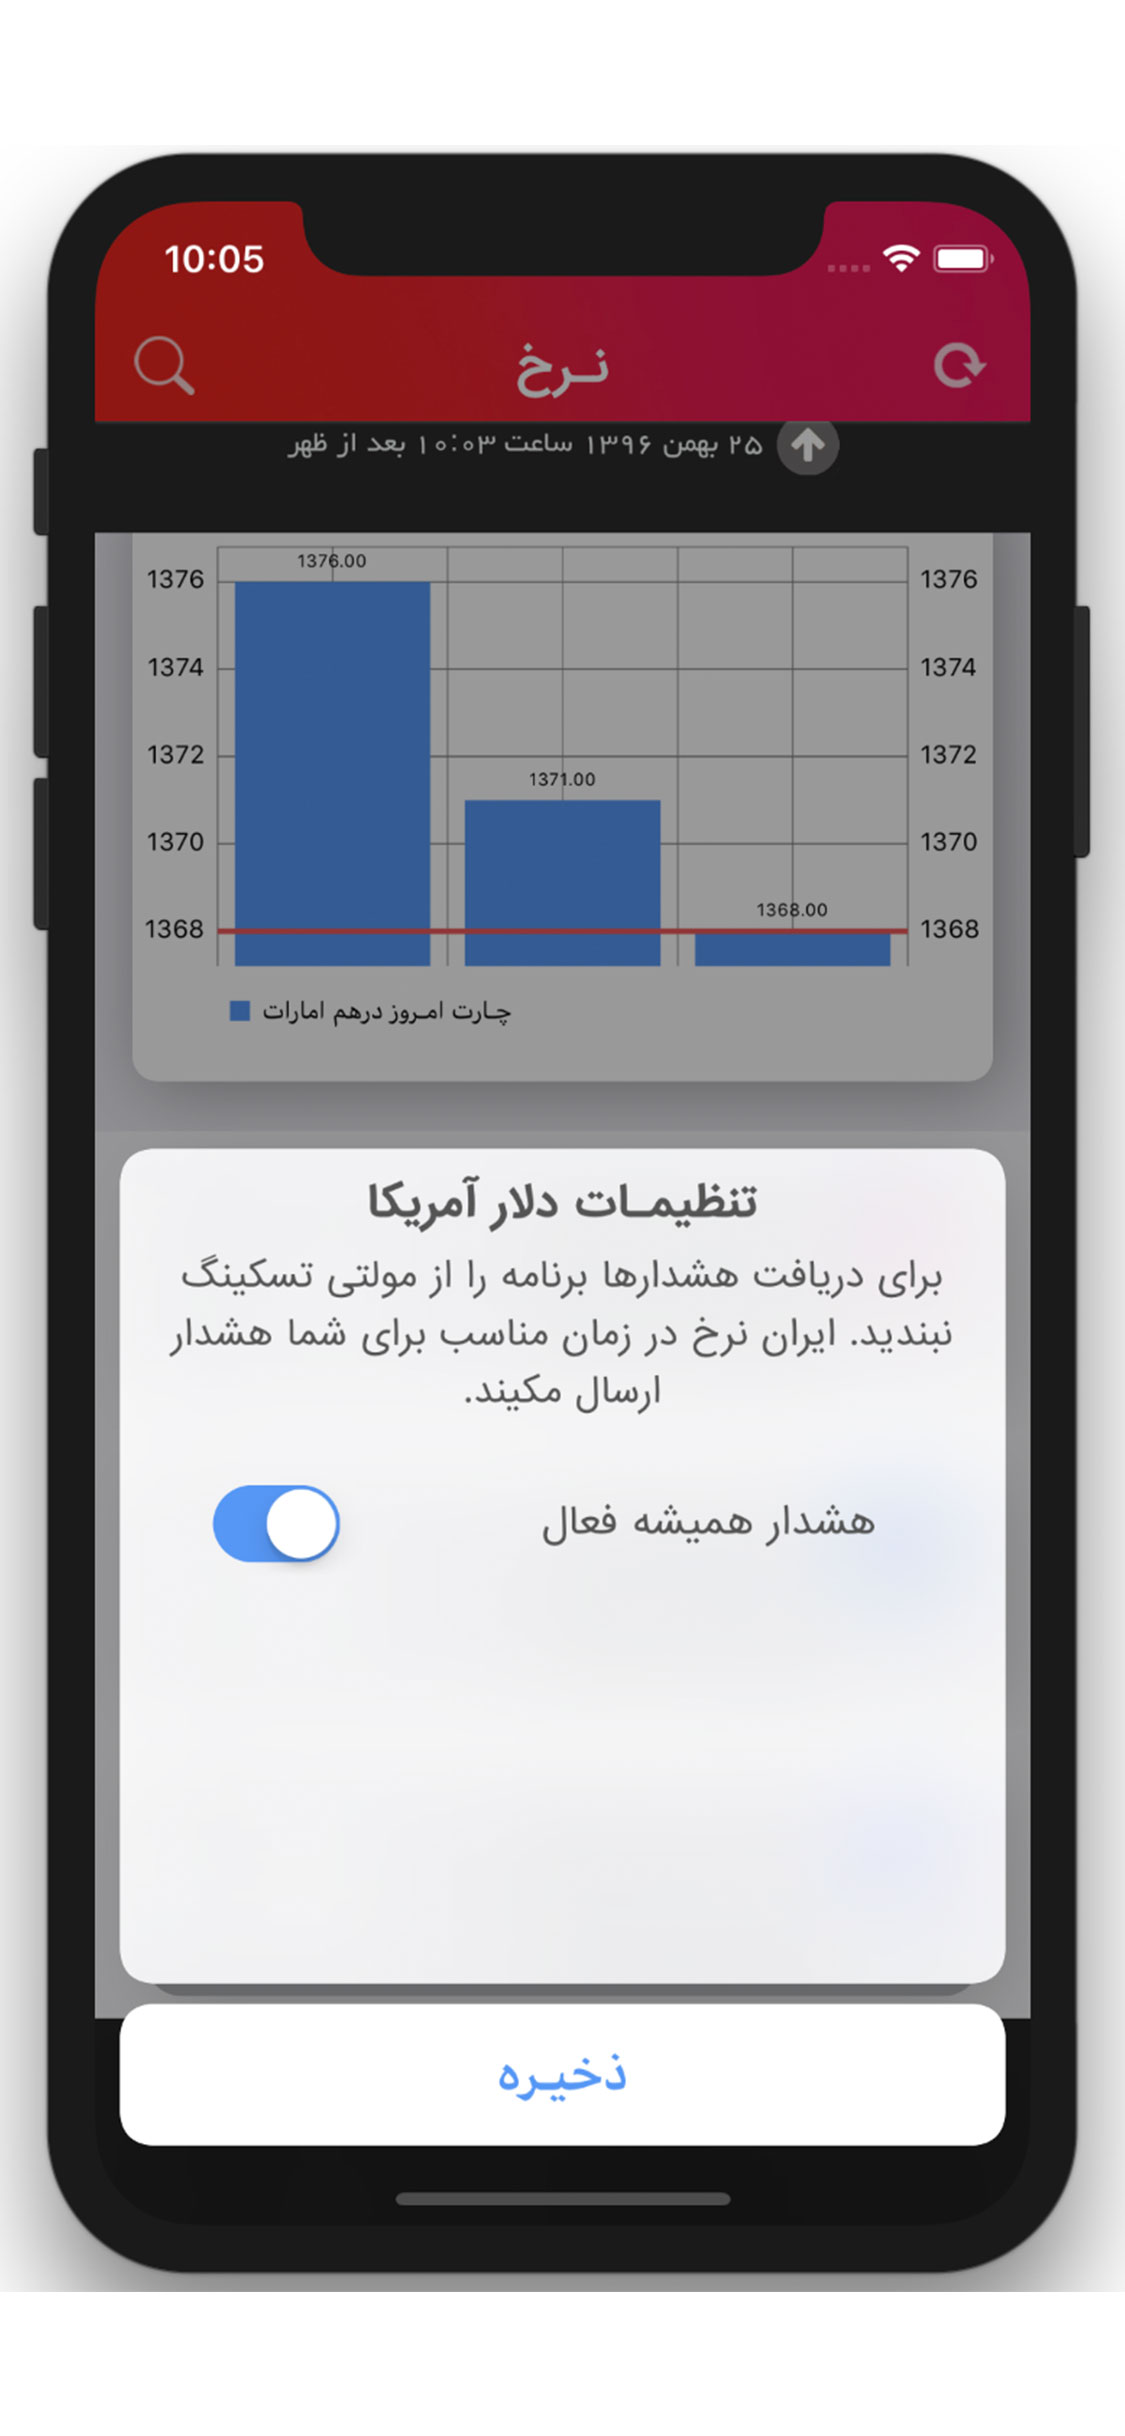 10:05
نـرخ
۲۵ بهمن ۱۳۹۶ ساعت ۱۰:۰۳ بعد از ظهر
1376.00
1376 1376
1374 1374
1372 1372
1371.00
1370 1370
1368.00
1368 1368
چـارت امـروز درهم امارات
تنظیمـات دلار آمریکا
برای دریافت هشدارها برنامه را از مولتی تسکینگ
نبندید. ایران نرخ در زمان مناسب برای شما هشدار
ارسال مکیند.
هشدار همیشه فعال
ذخیـره